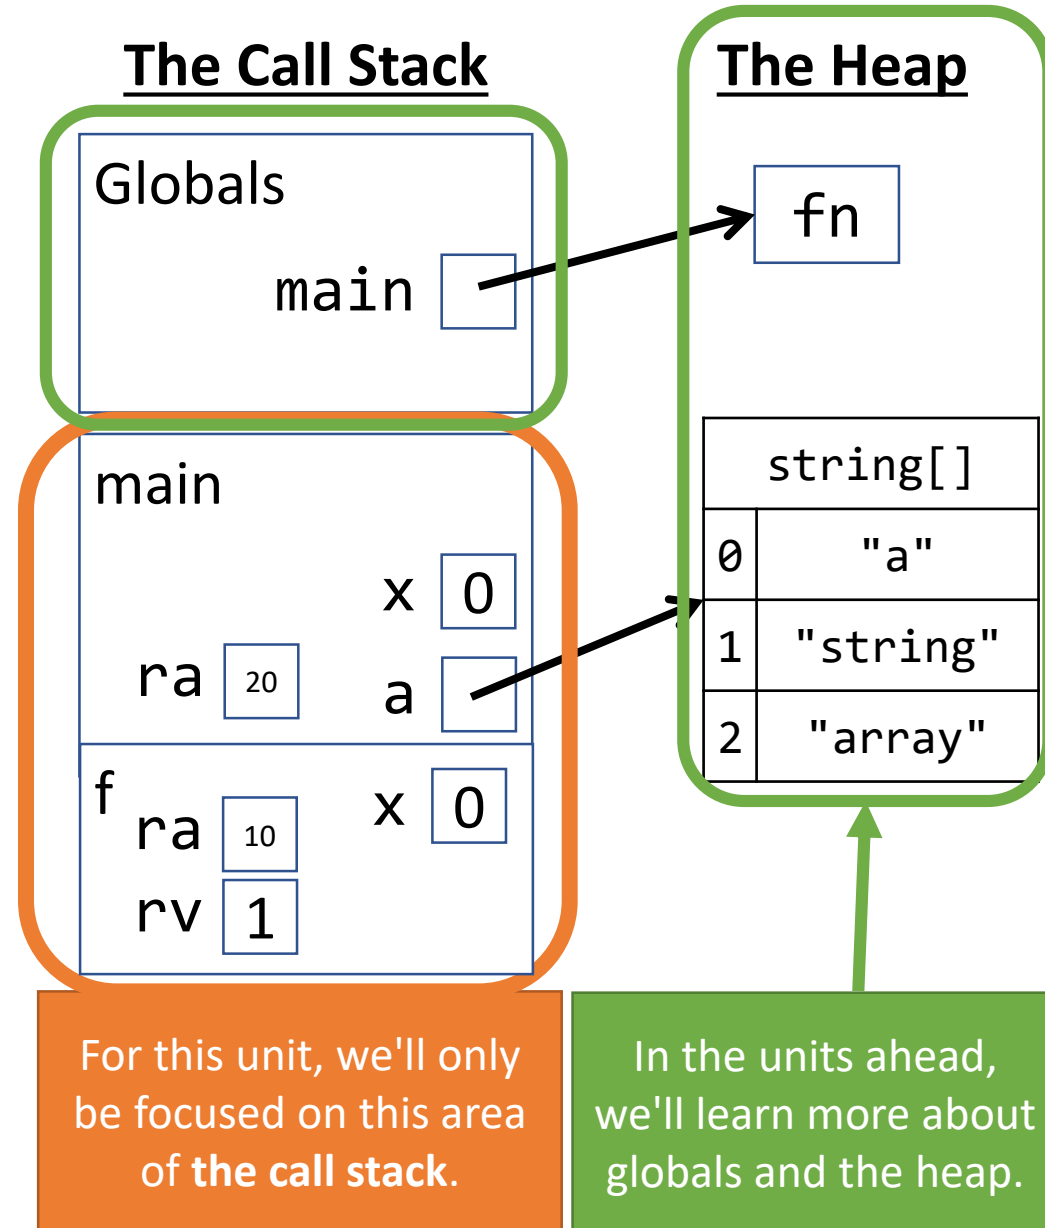 The Call Stack
Globals
main
main
x 0
ra 20
a
f
x 0
ra 10
rv 1
The Heap
fn
string[]
0 "a"
1 "string"
2 "array"
For this unit, we'll only
be focused on this area
of the call stack.
In the units ahead,
we'll learn more about
globals and the heap.